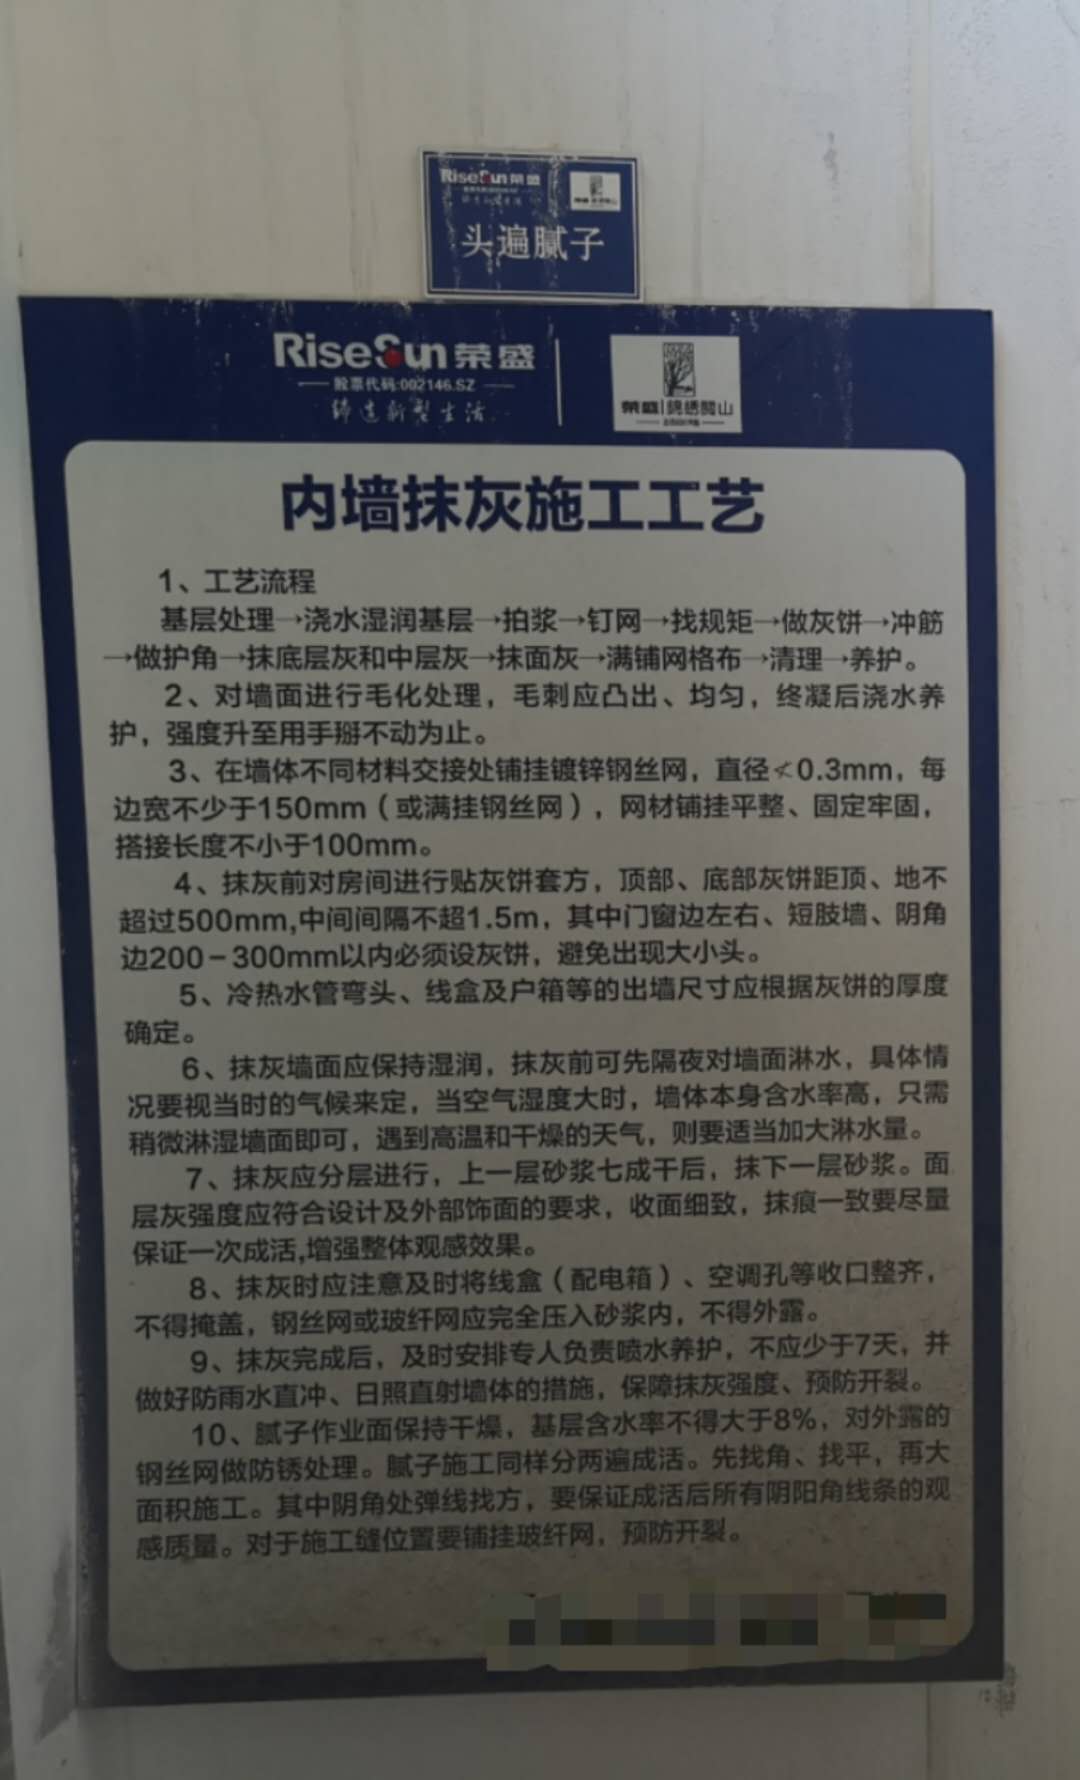 RiseSun 荣盛
头遍腻子
RiseSun 荣盛
股票代码:002146.SZ
缔造新型生活
荣盛
内墙抹灰施工工艺
1、工艺流程
基层处理→浇水湿润基层→拍浆→钉网→找规矩→做灰饼→冲筋
→做护角→抹底层灰和中层灰→抹面灰→满铺网格布→清理→养护。
2、对墙面进行毛化处理，毛刺应凸出、均匀，终凝后浇水养
护，强度升至用手掰不动为止。
3、在墙体不同材料交接处铺挂镀锌钢丝网，直径≮0.3mm，每
边宽不少于150mm（或满挂钢丝网），网材铺挂平整、固定牢固，
搭接长度不小于100mm。
4、抹灰前对房间进行贴灰饼套方，顶部、底部灰饼距顶、地不
超过500mm,中间间隔不超1.5m，其中门窗边左右、短肢墙、阴角
边200－300mm以内必须设灰饼，避免出现大小头。
5、冷热水管弯头、线盒及户箱等的出墙尺寸应根据灰饼的厚度
确定。
6、抹灰墙面应保持湿润，抹灰前可先隔夜对墙面淋水，具体情
况要视当时的气候来定，当空气湿度大时，墙体本身含水率高，只需
稍微淋湿墙面即可，遇到高温和干燥的天气，则要适当加大淋水量。
7、抹灰应分层进行，上一层砂浆七成干后，抹下一层砂浆。面
层灰强度应符合设计及外部饰面的要求，收面细致，抹痕一致要尽量
保证一次成活,增强整体观感效果。
8、抹灰时应注意及时将线盒（配电箱）、空调孔等收口整齐，
不得掩盖，钢丝网或玻纤网应完全压入砂浆内，不得外露。
9、抹灰完成后，及时安排专人负责喷水养护，不应少于7天，并
做好防雨水直冲、日照直射墙体的措施，保障抹灰强度、预防开裂。
10、腻子作业面保持干燥，基层含水率不得大于8%，对外露的
钢丝网做防锈处理。腻子施工同样分两遍成活。先找角、找平，再大
面积施工。其中阴角处弹线找方，要保证成活后所有阴阳角线条的观
感质量。对于施工缝位置要铺挂玻纤网，预防开裂。